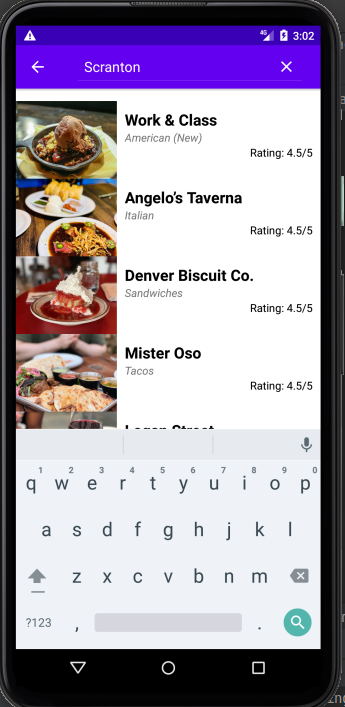 4G 3:02
Scranton
Work & Class
American (New)
Rating: 4.5/5
Angelo’s Taverna
Italian
Rating: 4.5/5
Denver Biscuit Co.
Sandwiches
Rating: 4.5/5
Mister Oso
Tacos
Rating: 4.5/5
1 2 3 4 5 6 7 8 9 0
q w e r t y u i o p
a s d f g h j k l
z x c v b n m
?123 , .